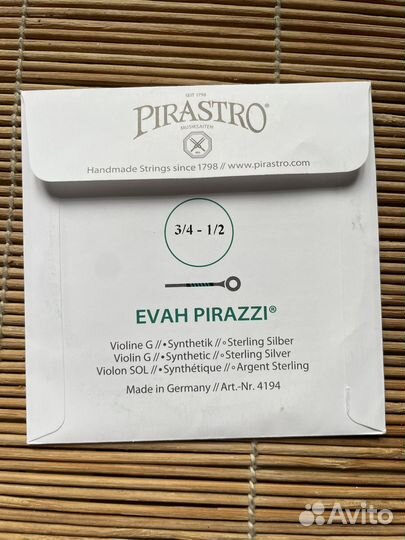 SEIT 1798
PIRASTRO®
MUSIKSAITEN
Handmade Strings since 1798 // www.pirastro.com
3/4 - 1/2
EVAH PIRAZZI®
Violine G //•Synthetik //∘Sterling Silber
Violin G //•Synthetic //∘Sterling Silver
Violon SOL //•Synthétique //∘Argent Sterling
Made in Germany // Art.-Nr. 4194
Avito